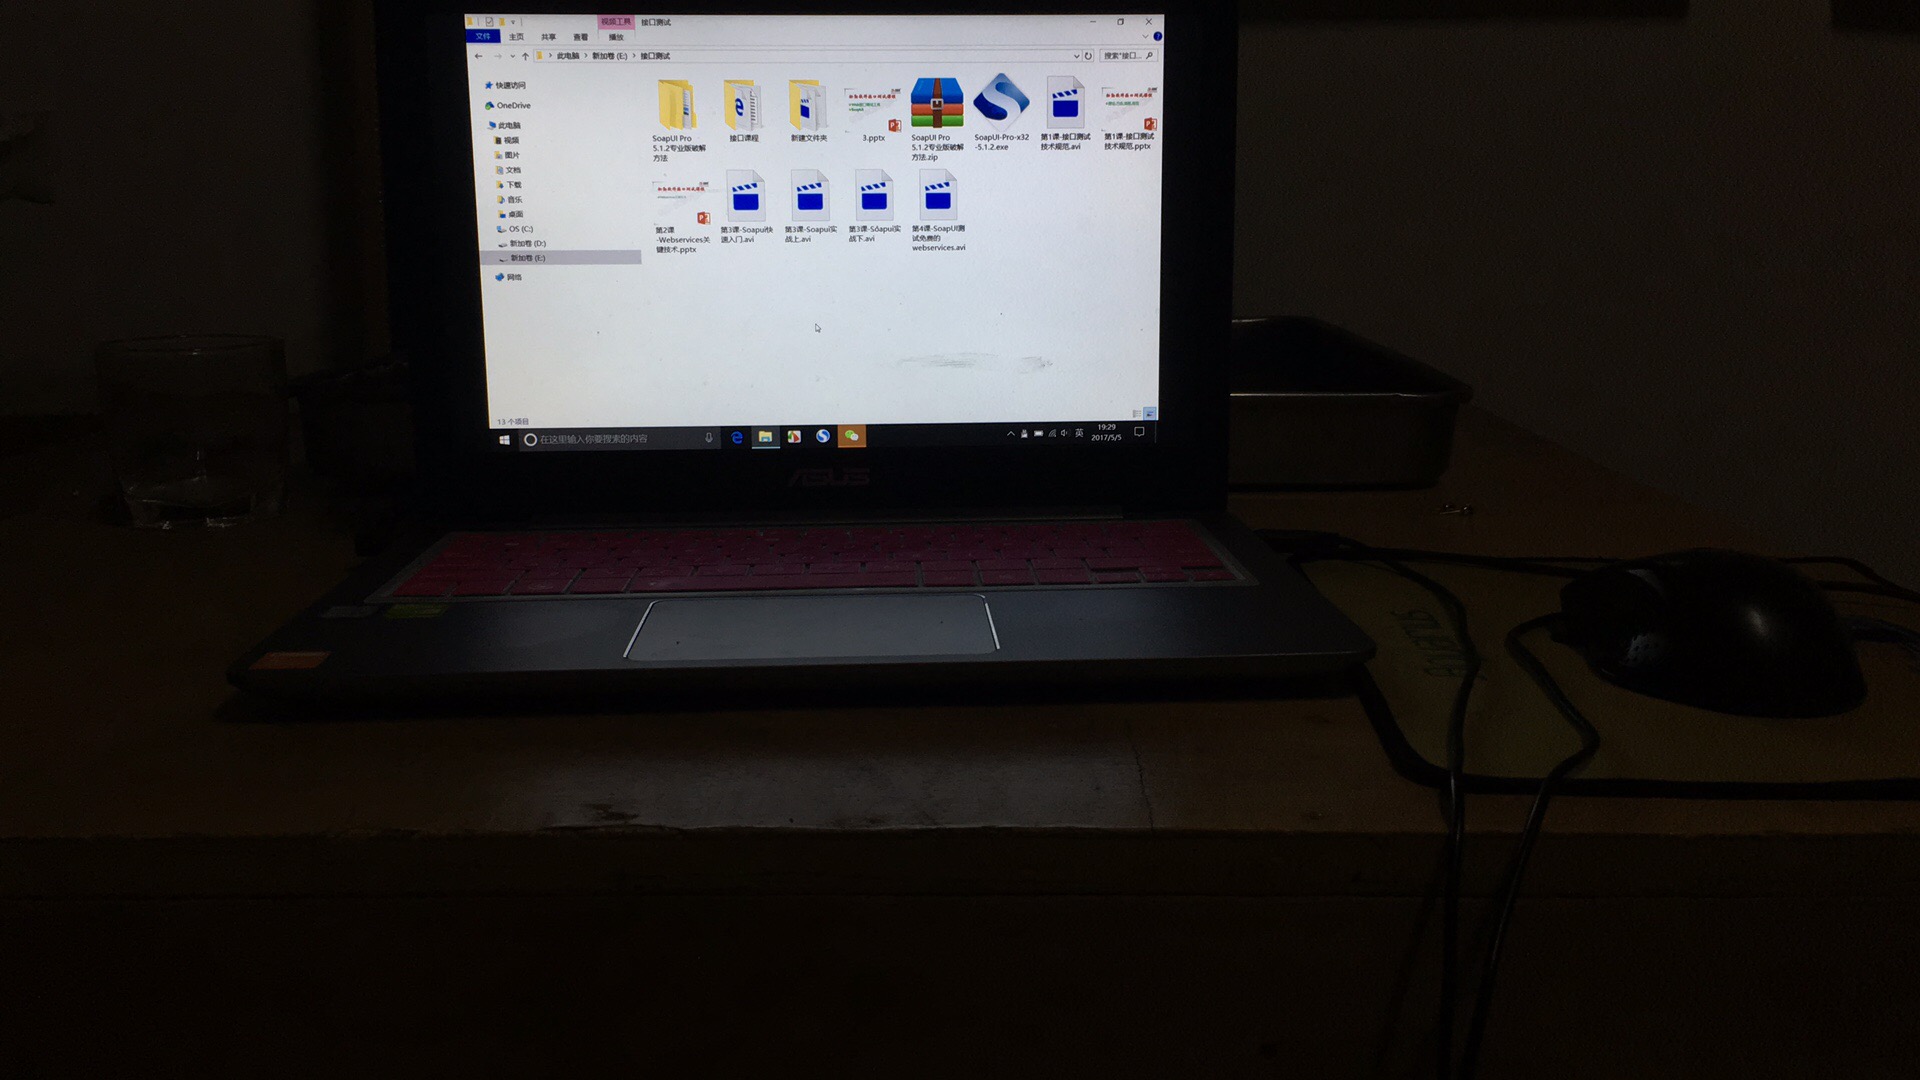 视频工具 接口测试
文件 主页 共享 查看 播放
此电脑 > 新加卷 (E:) > 接口测试
搜索"接口...
快速访问
OneDrive
此电脑
视频
图片
文档
下载
音乐
桌面
OS (C:)
新加卷 (D:)
新加卷 (E:)
网络
SoapUI Pro
5.1.2专业版破解
方法
接口课程
新建文件夹
3.pptx
SoapUI Pro
5.1.2专业版破解
方法.zip
SoapUI-Pro-x32
-5.1.2.exe
第1课-接口测试
技术规范.avi
第1课-接口测试
技术规范.pptx
第2课
-Webservices关
键技术.pptx
第3课-Soapui快
速入门.avi
第3课-Soapui实
战上.avi
第3课-Soapui实
战下.avi
第4课-SoapUI测
试免费的
webservices.avi
13 个项目
在这里输入你要搜索的内容
英
19:29
2017/5/5
ASUS